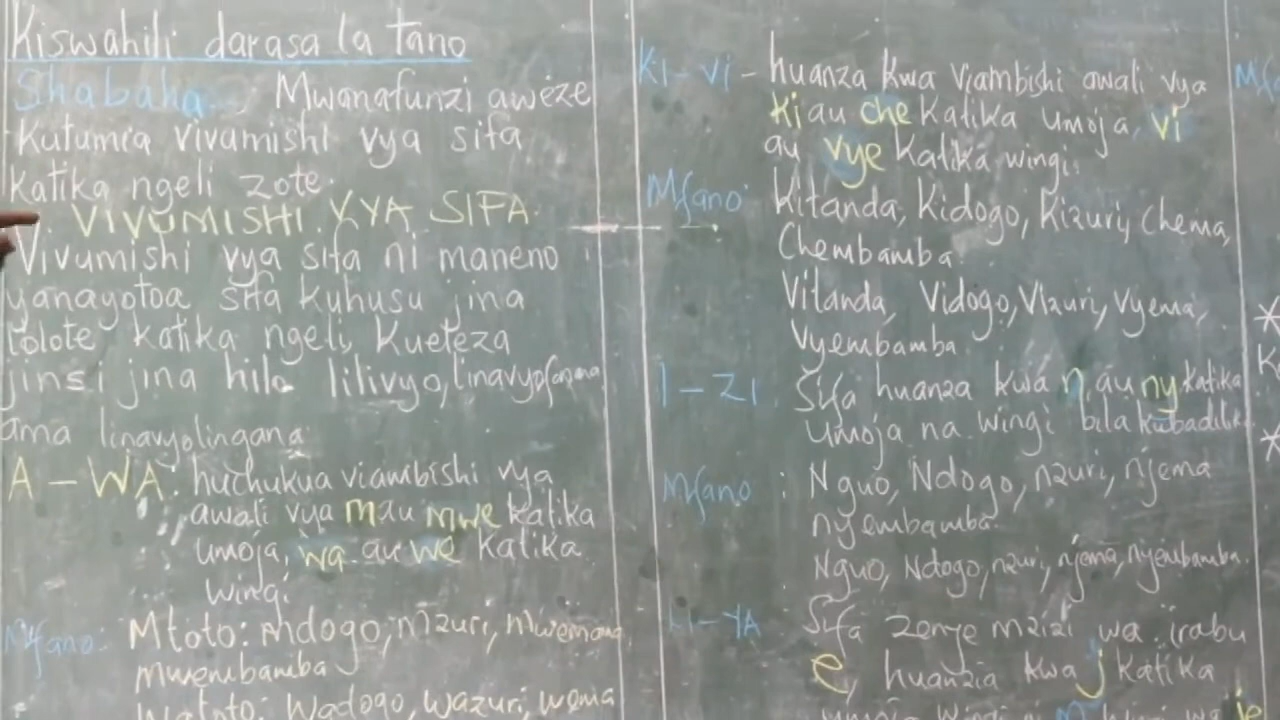 Kiswahili darasa la tano
Shabaha. Mwanafunzi aweze
Kutumia vivumishi vya sifa
Katika ngeli zote.
VIVUMISHI VYA SIFA.
Vivumishi vya sifa ni maneno
yanayotoa sifa kuhusu jina
lolote katika ngeli, kueleza
jinsi jina hilo lilivyo,
ama linavyolingana
A - WA: huchukua viambishi vya
awali vya m au mwe katika
umoja, wa au we katika
wingi
Mfano. Mtoto: mdogo, mzuri,
mwembamba
Watoto: Wadogo, wazuri, wema
KI - VI - huanza kwa viambishi awali vya
ki au che katika umoja, vi
au vye katika wingi.
Mfano: Kitanda, Kidogo, Kizuri, Chema,
Chembamba
Vitanda, Vidogo, Vizuri, Vyema,
Vyembamba
I - ZI Sifa huanza kwa n au ny katika
umoja na wingi bila
Mfano : Nguo, Ndogo, nzuri, njema
nyembamba.
Nguo, Ndogo, nzuri, njema, nyembamba.
LI - YA Sifa zenye mzizi wa irabu
e, huanzia kwa j katika